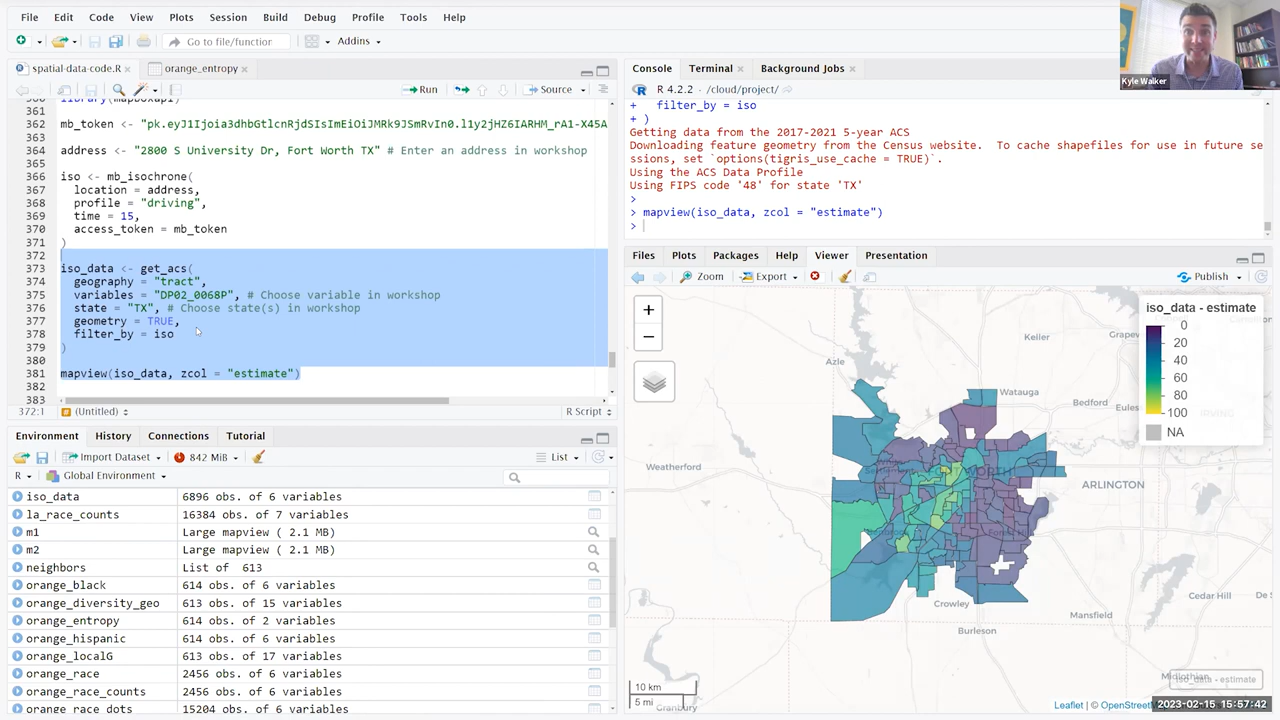 File Edit Code View Plots Session Build Debug Profile Tools Help
Go to file/function Addins
spatial-data-code.R orange_entropy
Source
library(mapboxapi)
362
363 mb_token <- "pk.
364 address <- "2800 S University Dr, Fort Worth TX" # Enter an address in workshop
365
366 iso <- mb_isochrone(
367 location = address,
368 profile = "driving",
369 time = 15,
370 access_token = mb_token
371 )
372
373 iso_data <- get_acs(
374 geography = "tract",
375 variables = "DP02_0068P", # Choose variable in workshop
376 state = "TX", # Choose state(s) in workshop
377 geometry = TRUE,
378 filter_by = iso
379 )
380
381 mapview(iso_data, zcol = "estimate")
382
383
372:1 (Untitled) R Script
Environment History Connections Tutorial
Import Dataset 842 MiB List
R Global Environment
iso_data 6896 obs. of 6 variables
la_race_counts 16384 obs. of 7 variables
m1 Large mapview ( 2.1 MB)
m2 Large mapview ( 2.1 MB)
neighbors List of 613
orange_black 614 obs. of 6 variables
orange_diversity_geo 613 obs. of 15 variables
orange_entropy 614 obs. of 3 variables
orange_hispanic 614 obs. of 6 variables
orange_localG 613 obs. of 17 variables
orange_race 2456 obs. of 6 variables
orange_race_counts 2456 obs. of 6 variables
orange_race_dots 15204 obs. of 6 variables
Console Terminal Background Jobs
R 4.2.2 . /cloud/project/
+ filter_by = iso
+ )
Getting data from the 2017-2021 5-year ACS
Downloading feature geometry from the Census website. To cache shapefiles for use in future se
ssions, set `options(tigris_use_cache = TRUE)`.
Using the ACS Data Profile
Using FIPS code '48' for state 'TX'
>
> mapview(iso_data, zcol = "estimate")
>
Files Plots Packages Help Viewer Presentation
Zoom Export Publish
+
−
iso_data - estimate
0
20
40
60
80
100
NA
Keller
Azle
Watauga
Bedford
Eules
IRVING
Weatherford
ARLINGTON
Cedar Hill
De S
Crowley
Mansfield
Burleson
Midlothian
iso_data - estimate
10 km
5 mi
Granbury
Leaflet | © OpenStreet
2023-02-15 15:57:42
Kyle Walker